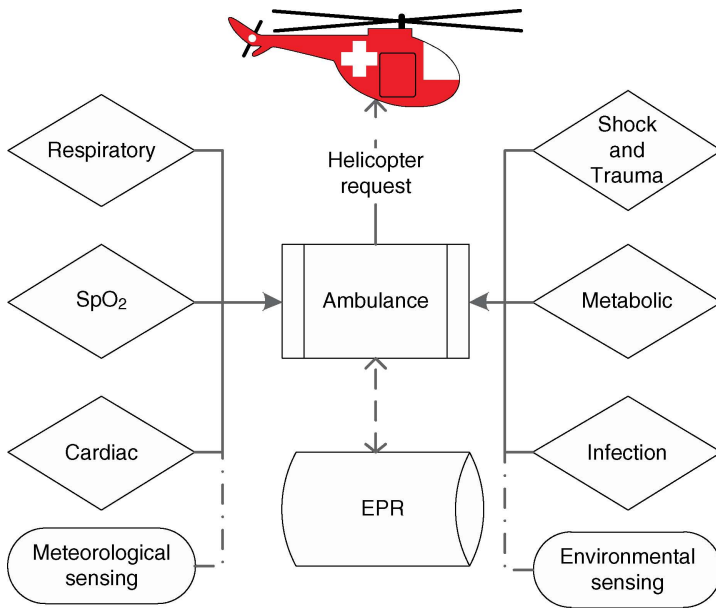 Helicopter
request
Respiratory
SpO₂
Cardiac
Meteorological
sensing
Ambulance
EPR
Shock
and
Trauma
Metabolic
Infection
Environmental
sensing